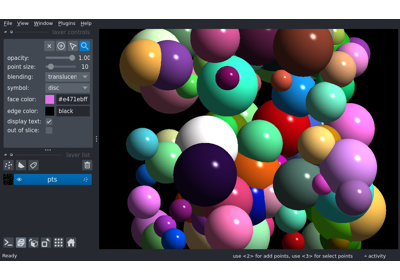 File View Window Plugins Help
layer controls
opacity: 1.00
point size: 10
blending: translucen
symbol: disc
face color: #e471ebff
edge color: black
display text:
out of slice:
layer list
pts
Ready use <2> for add points, use <3> for select points activity